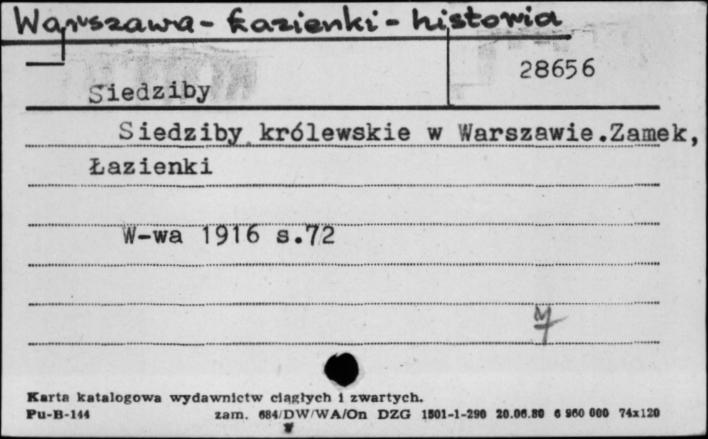 Warszawa - Łazienki - historia
28656
Siedziby
Siedziby królewskie w Warszawie.Zamek,
Łazienki
W-wa 1916 s.72
Karta katalogowa wydawnictw ciągłych i zwartych.
Pu-B-144 zam. 684/DW/WA/On DZG 1801-1-290 20.06.80 6 960 000 74x120